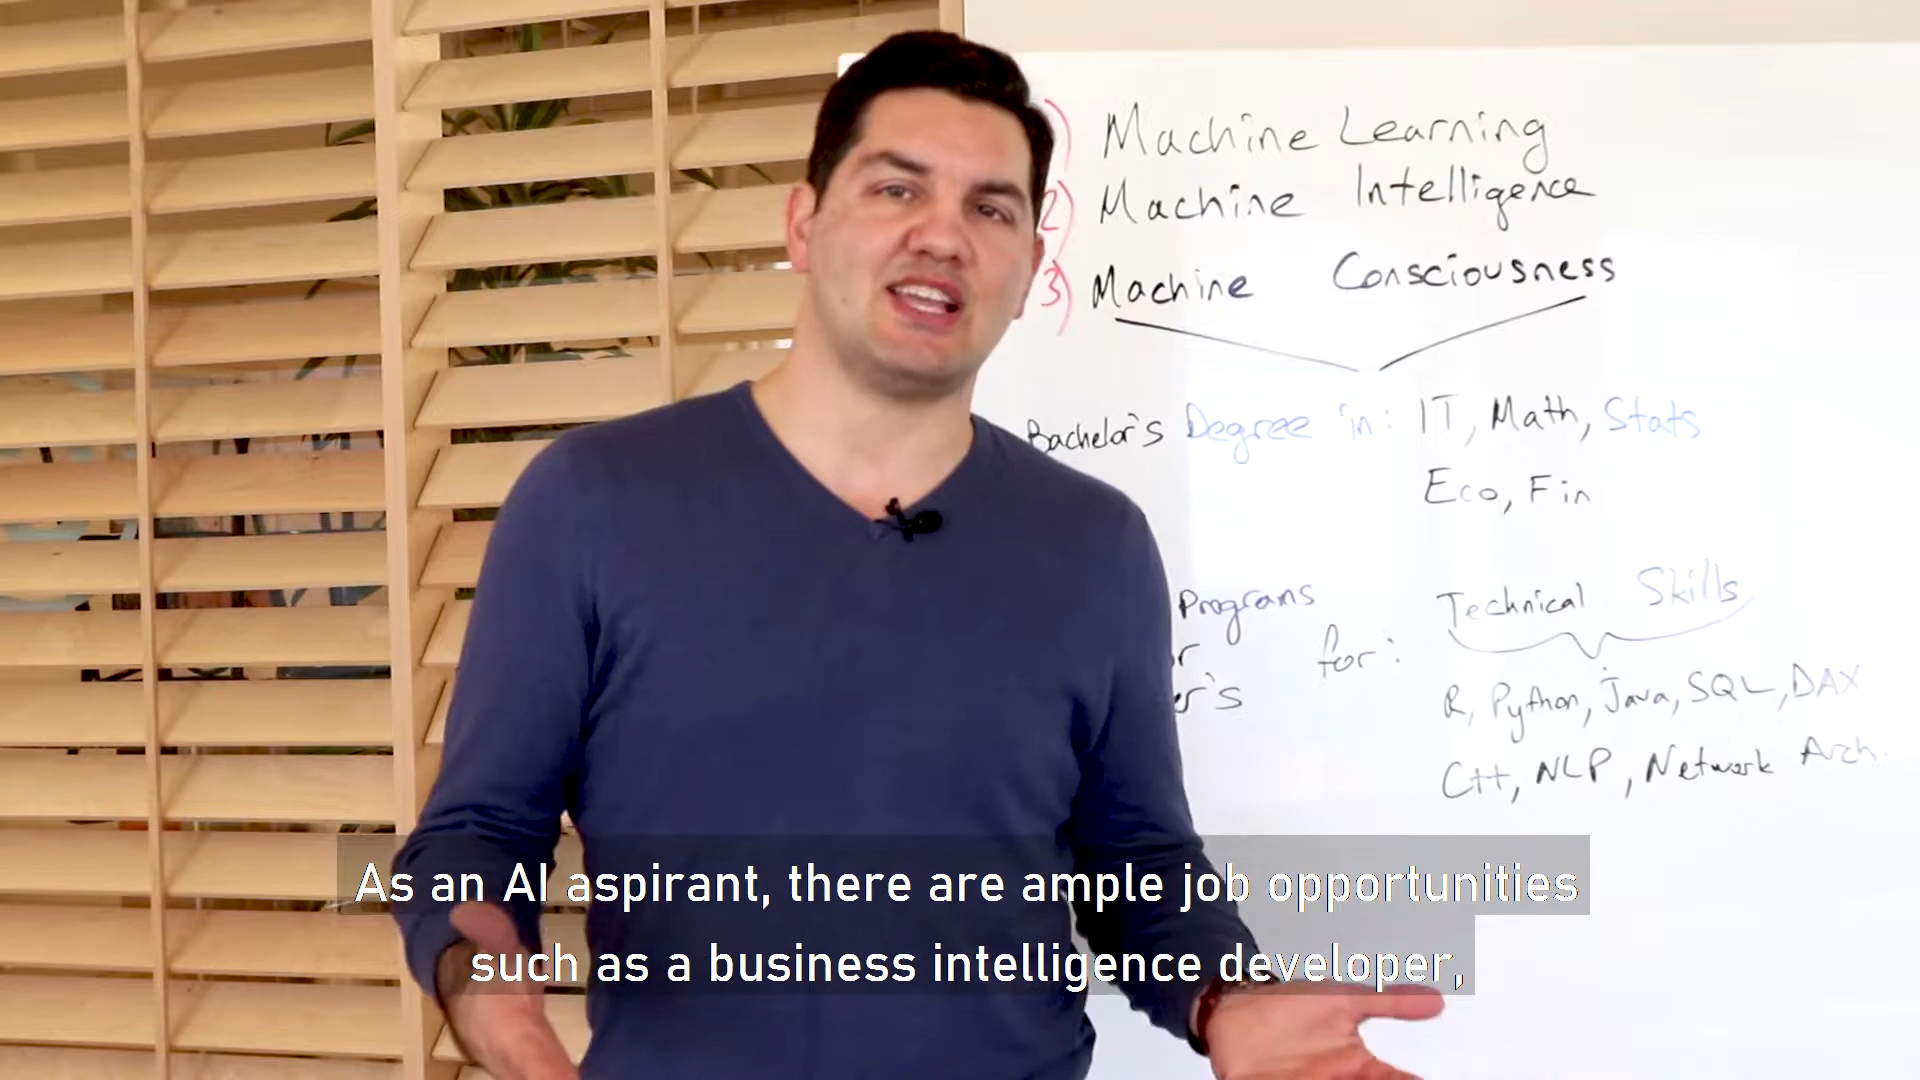 ) Machine Learning
2) Machine Intelligence
3) Machine Consciousness
Bachelor's Degree in: IT, Math, Stats
Eco, Fin
Programs
for:
Technical Skills
R, Python, Java, SQL, DAX
C++, NLP, Network Arch.
As an AI aspirant, there are ample job opportunities
such as a business intelligence developer,